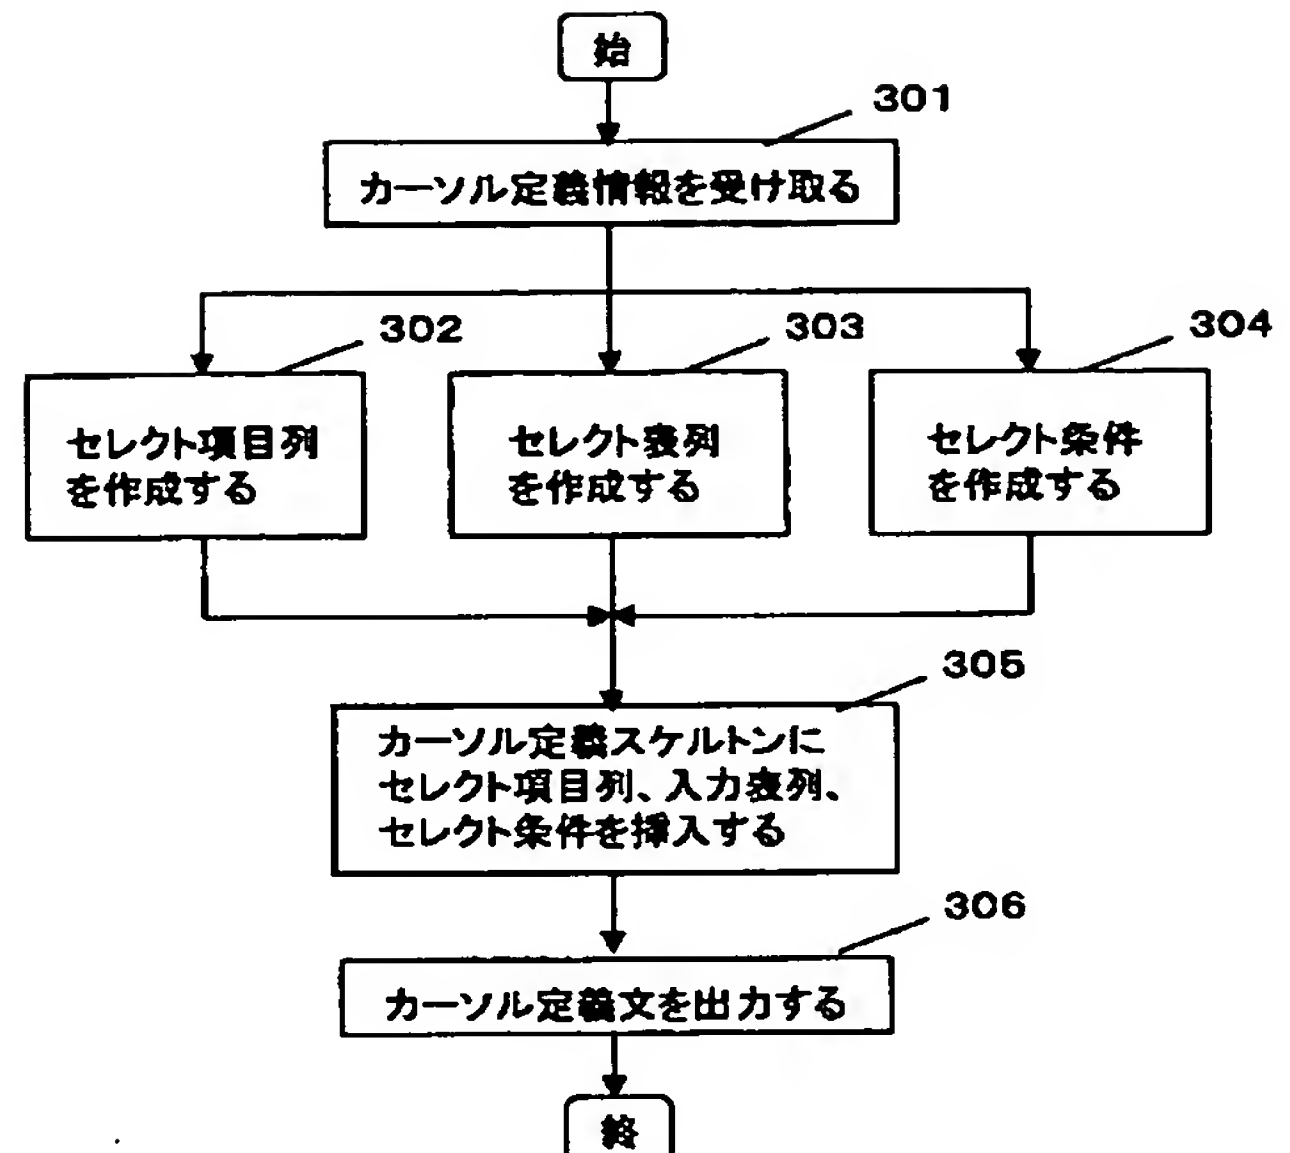 始
301
カーソル定義情報を受け取る
302
303
304
セレクト項目列
を作成する
セレクト表列
を作成する
セレクト条件
を作成する
305
カーソル定義スケルトンに
セレクト項目列、入力表列、
セレクト条件を挿入する
306
カーソル定義文を出力する
終